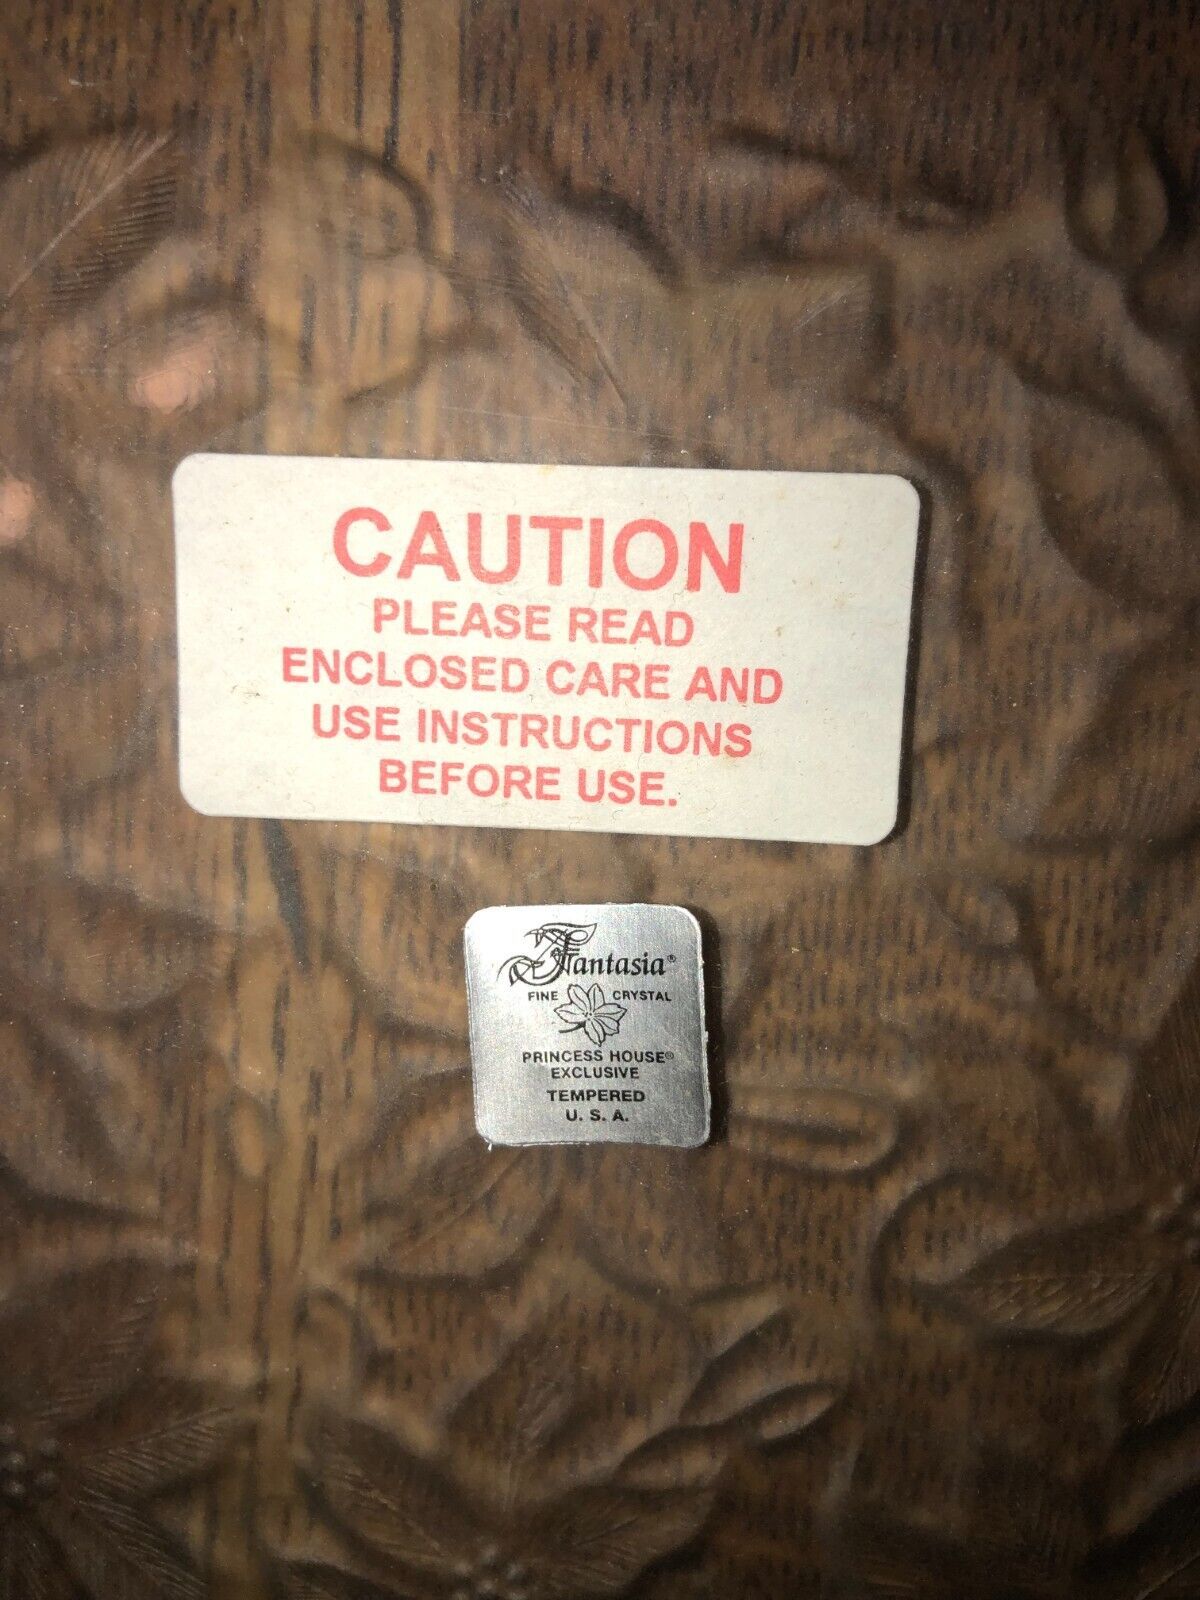 CAUTION
PLEASE READ
ENCLOSED CARE AND
USE INSTRUCTIONS
BEFORE USE.
Fantasia®
FINE CRYSTAL
PRINCESS HOUSE®
EXCLUSIVE
TEMPERED
U. S. A.